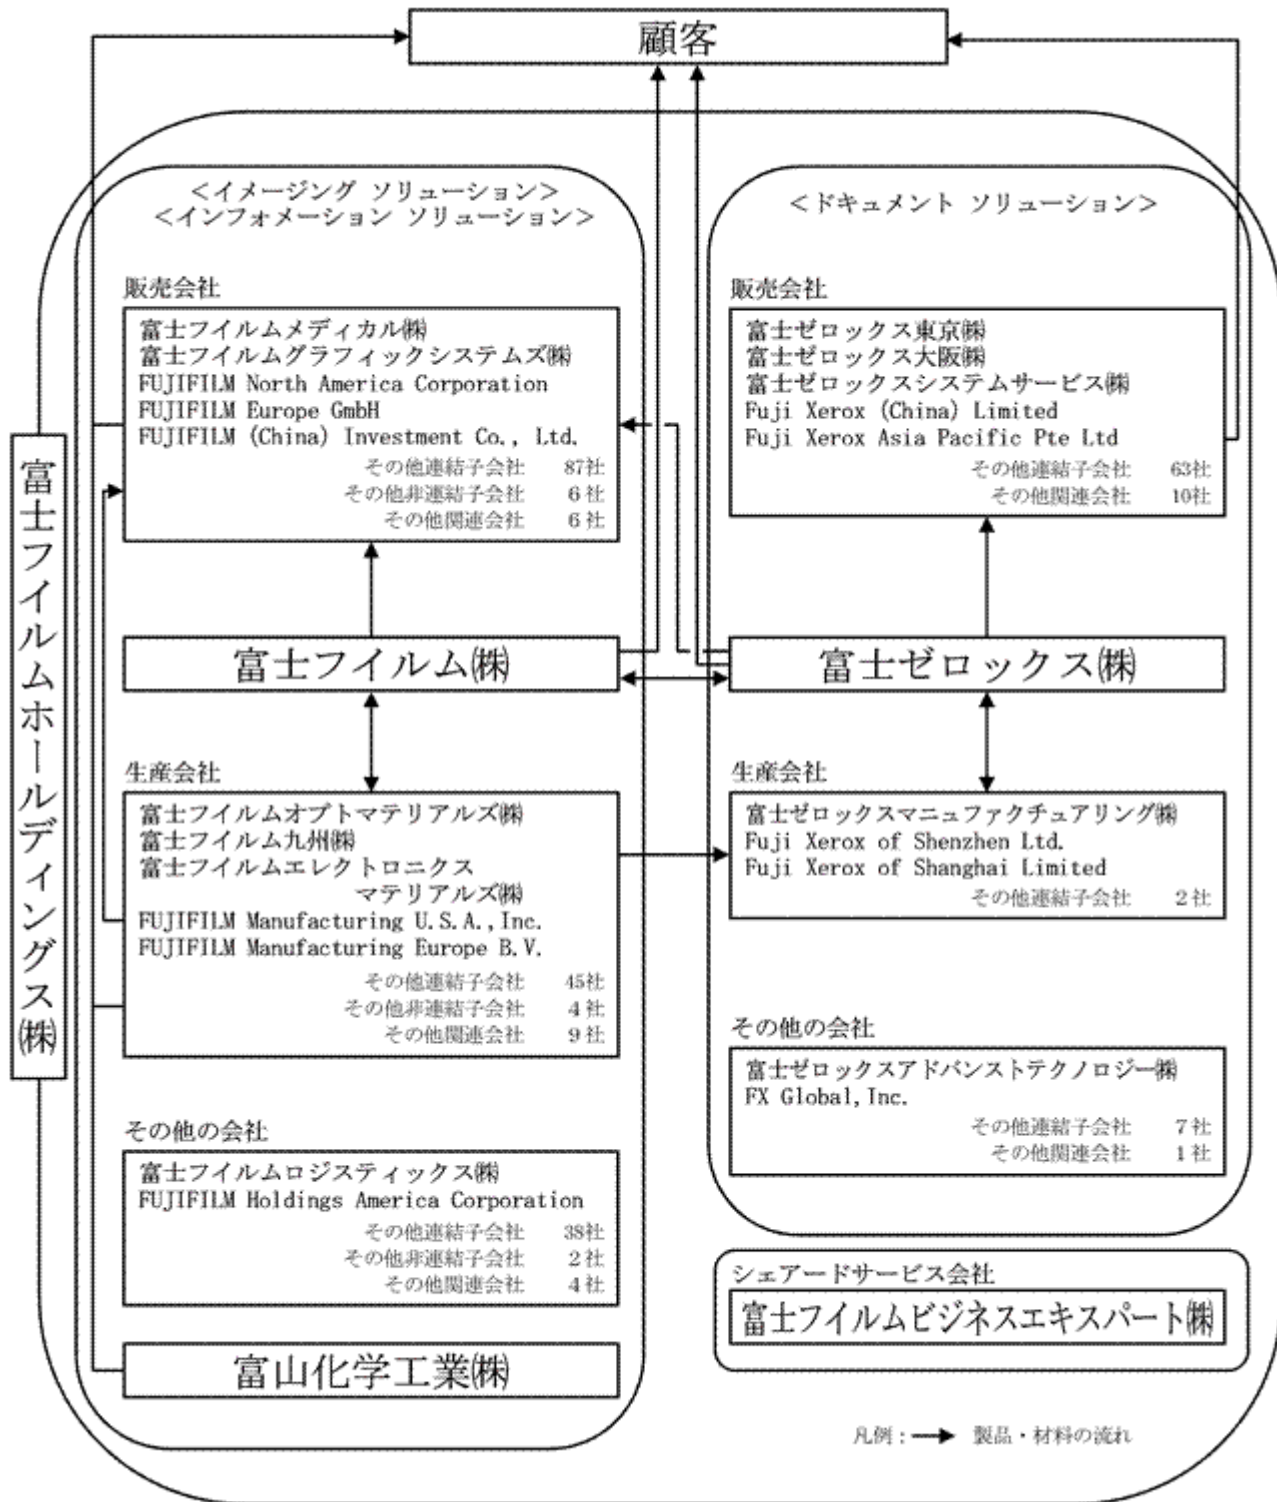 顧客
富士フイルムホールディングス㈱
<イメージング ソリューション>
<インフォメーション ソリューション>
販売会社
富士フイルムメディカル㈱
富士フイルムグラフィックシステムズ㈱
FUJIFILM North America Corporation
FUJIFILM Europe GmbH
FUJIFILM (China) Investment Co., Ltd.
その他連結子会社 87社
その他非連結子会社 6社
その他関連会社 6社
富士フイルム㈱
生産会社
富士フイルムオプトマテリアルズ㈱
富士フイルム九州㈱
富士フイルムエレクトロニクス
マテリアルズ㈱
FUJIFILM Manufacturing U.S.A.,Inc.
FUJIFILM Manufacturing Europe B.V.
その他連結子会社 45社
その他非連結子会社 4社
その他関連会社 9社
その他の会社
富士フイルムロジスティックス㈱
FUJIFILM Holdings America Corporation
その他連結子会社 38社
その他非連結子会社 2社
その他関連会社 4社
富山化学工業㈱
<ドキュメント ソリューション>
販売会社
富士ゼロックス東京㈱
富士ゼロックス大阪㈱
富士ゼロックスシステムサービス㈱
Fuji Xerox (China) Limited
Fuji Xerox Asia Pacific Pte Ltd
その他連結子会社 63社
その他関連会社 10社
富士ゼロックス㈱
生産会社
富士ゼロックスマニュファクチュアリング㈱
Fuji Xerox of Shenzhen Ltd.
Fuji Xerox of Shanghai Limited
その他連結子会社 2社
その他の会社
富士ゼロックスアドバンストテクノロジー㈱
FX Global,Inc.
その他連結子会社 7社
その他関連会社 1社
シェアードサービス会社
富士フイルムビジネスエキスパート㈱
凡例：→ 製品・材料の流れ